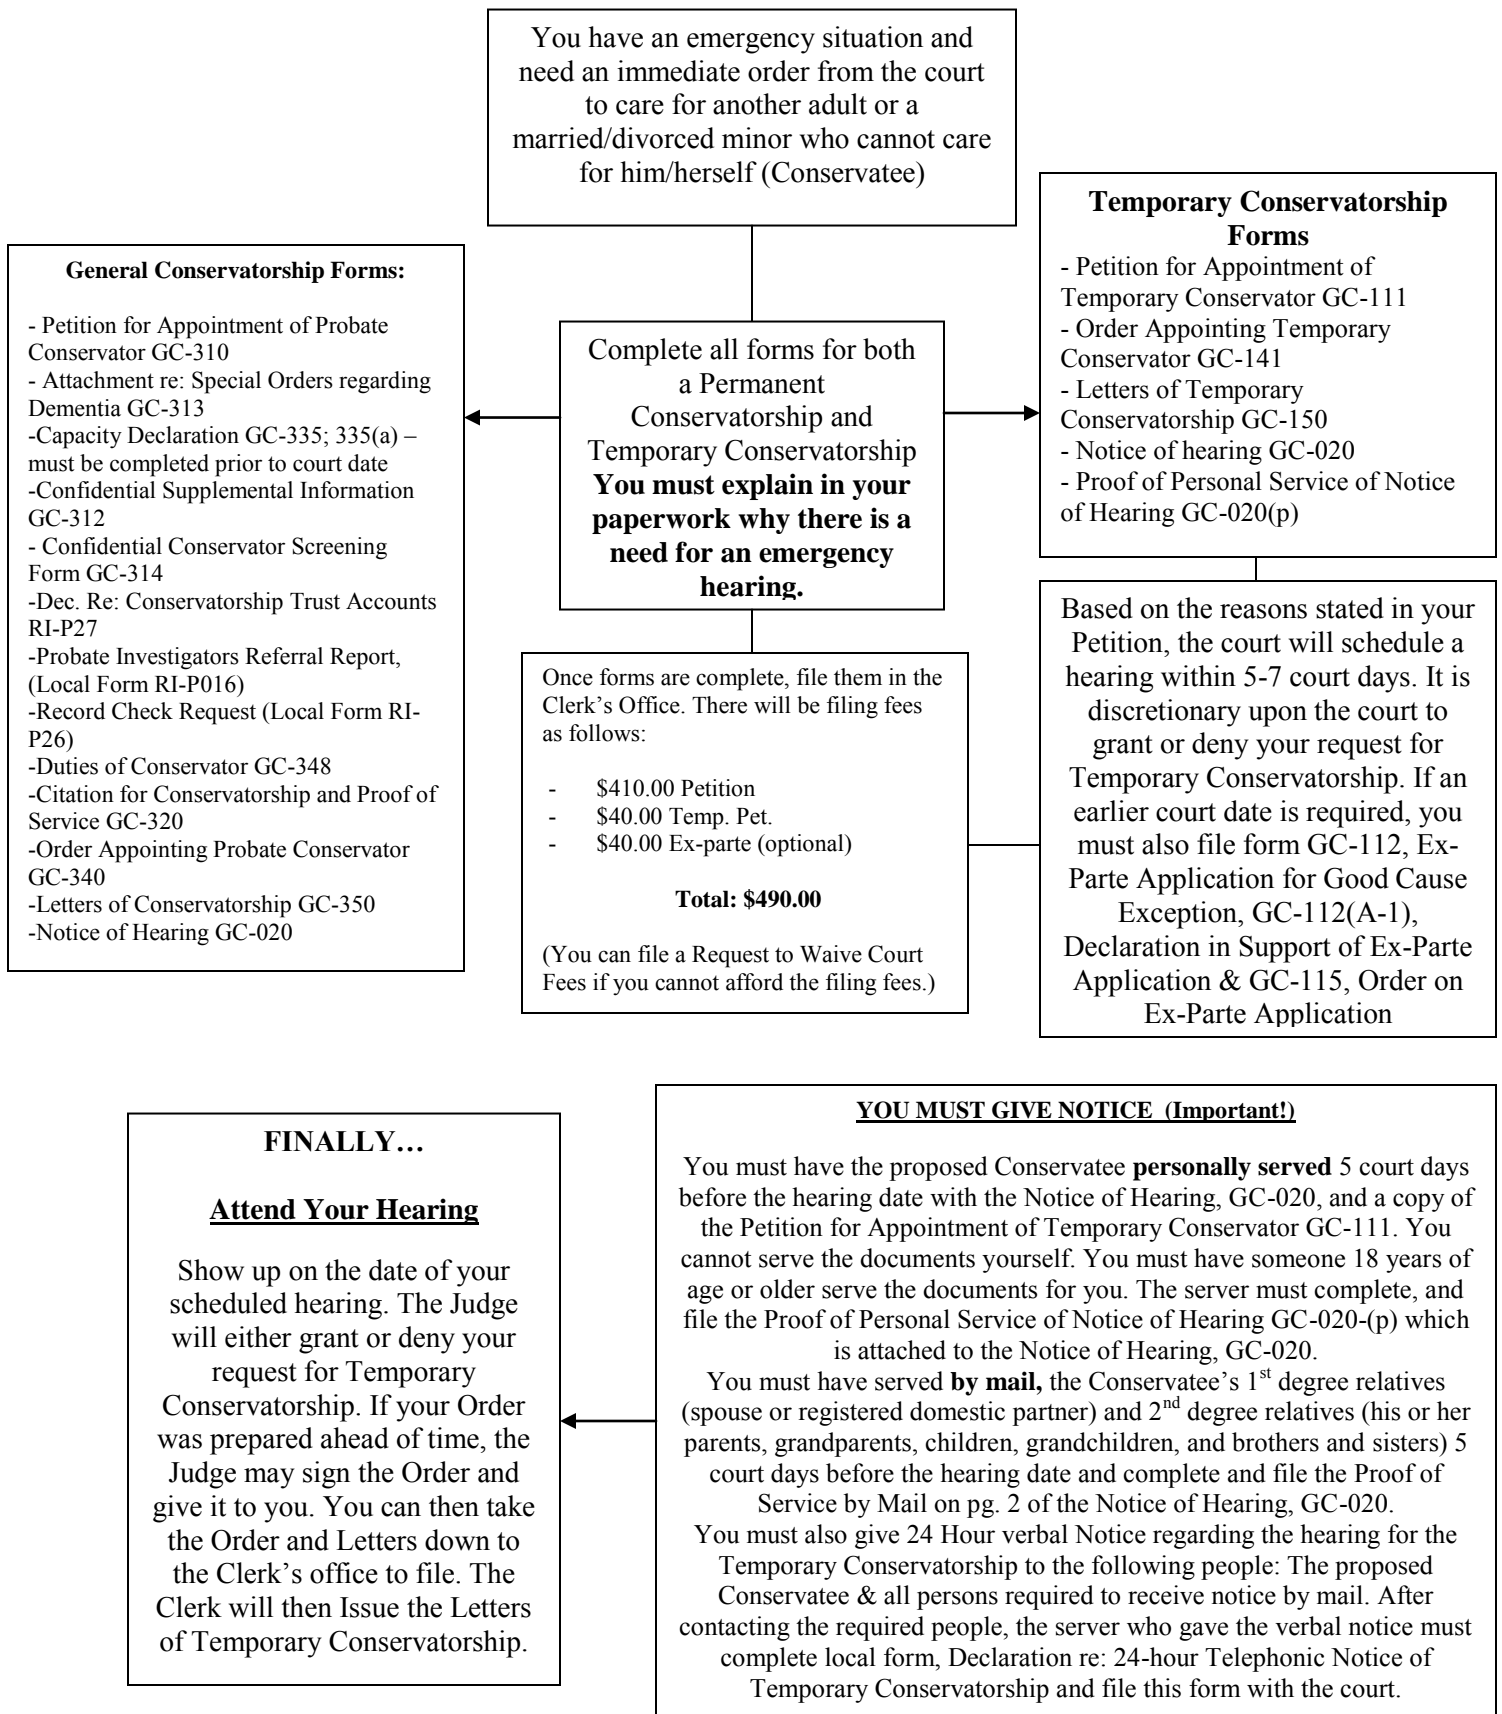 You have an emergency situation and
need an immediate order from the court
to care for another adult or a
married/divorced minor who cannot care
for him/herself (Conservatee)
General Conservatorship Forms:
- Petition for Appointment of Probate
Conservator GC-310
- Attachment re: Special Orders regarding
Dementia GC-313
-Capacity Declaration GC-335; 335(a) –
must be completed prior to court date
-Confidential Supplemental Information
GC-312
- Confidential Conservator Screening
Form GC-314
-Dec. Re: Conservatorship Trust Accounts
RI-P27
-Probate Investigators Referral Report,
(Local Form RI-P016)
-Record Check Request (Local Form RI-
P26)
-Duties of Conservator GC-348
-Citation for Conservatorship and Proof of
Service GC-320
-Order Appointing Probate Conservator
GC-340
-Letters of Conservatorship GC-350
-Notice of Hearing GC-020
Complete all forms for both
a Permanent
Conservatorship and
Temporary Conservatorship
You must explain in your
paperwork why there is a
need for an emergency
hearing.
Temporary Conservatorship
Forms
- Petition for Appointment of
Temporary Conservator GC-111
- Order Appointing Temporary
Conservator GC-141
- Letters of Temporary
Conservatorship GC-150
- Notice of hearing GC-020
- Proof of Personal Service of Notice
of Hearing GC-020(p)
Once forms are complete, file them in the
Clerk's Office. There will be filing fees
as follows:
- $410.00 Petition
- $40.00 Temp. Pet.
- $40.00 Ex-parte (optional)
Total: $490.00
(You can file a Request to Waive Court
Fees if you cannot afford the filing fees.)
Based on the reasons stated in your
Petition, the court will schedule a
hearing within 5-7 court days. It is
discretionary upon the court to
grant or deny your request for
Temporary Conservatorship. If an
earlier court date is required, you
must also file form GC-112, Ex-
Parte Application for Good Cause
Exception, GC-112(A-1),
Declaration in Support of Ex-Parte
Application & GC-115, Order on
Ex-Parte Application
YOU MUST GIVE NOTICE (Important!)
You must have the proposed Conservatee personally served 5 court days
before the hearing date with the Notice of Hearing, GC-020, and a copy of
the Petition for Appointment of Temporary Conservator GC-111. You
cannot serve the documents yourself. You must have someone 18 years of
age or older serve the documents for you. The server must complete, and
file the Proof of Personal Service of Notice of Hearing GC-020-(p) which
is attached to the Notice of Hearing, GC-020.
You must have served by mail, the Conservatee's 1st degree relatives
(spouse or registered domestic partner) and 2nd degree relatives (his or her
parents, grandparents, children, grandchildren, and brothers and sisters) 5
court days before the hearing date and complete and file the Proof of
Service by Mail on pg. 2 of the Notice of Hearing, GC-020.
You must also give 24 Hour verbal Notice regarding the hearing for the
Temporary Conservatorship to the following people: The proposed
Conservatee & all persons required to receive notice by mail. After
contacting the required people, the server who gave the verbal notice must
complete local form, Declaration re: 24-hour Telephonic Notice of
Temporary Conservatorship and file this form with the court.
FINALLY…
Attend Your Hearing
Show up on the date of your
scheduled hearing. The Judge
will either grant or deny your
request for Temporary
Conservatorship. If your Order
was prepared ahead of time, the
Judge may sign the Order and
give it to you. You can then take
the Order and Letters down to
the Clerk's office to file. The
Clerk will then Issue the Letters
of Temporary Conservatorship.